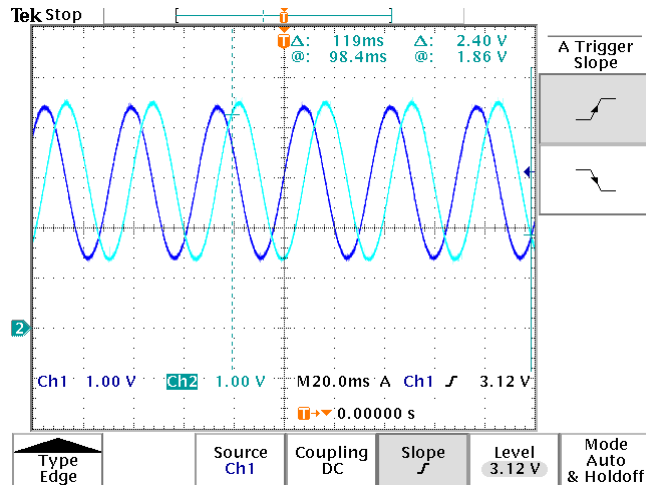 Tek Stop
T
T
Δ: 119ms Δ: 2.40 V
@: 98.4ms @: 1.86 V
A Trigger
Slope
2
Ch1 1.00 V Ch2 1.00 V M20.0ms A Ch1 3.12 V
T 0.00000 s
Type
Edge
Source
Ch1
Coupling
DC
Slope
Level
3.12 V
Mode
Auto
& Holdoff